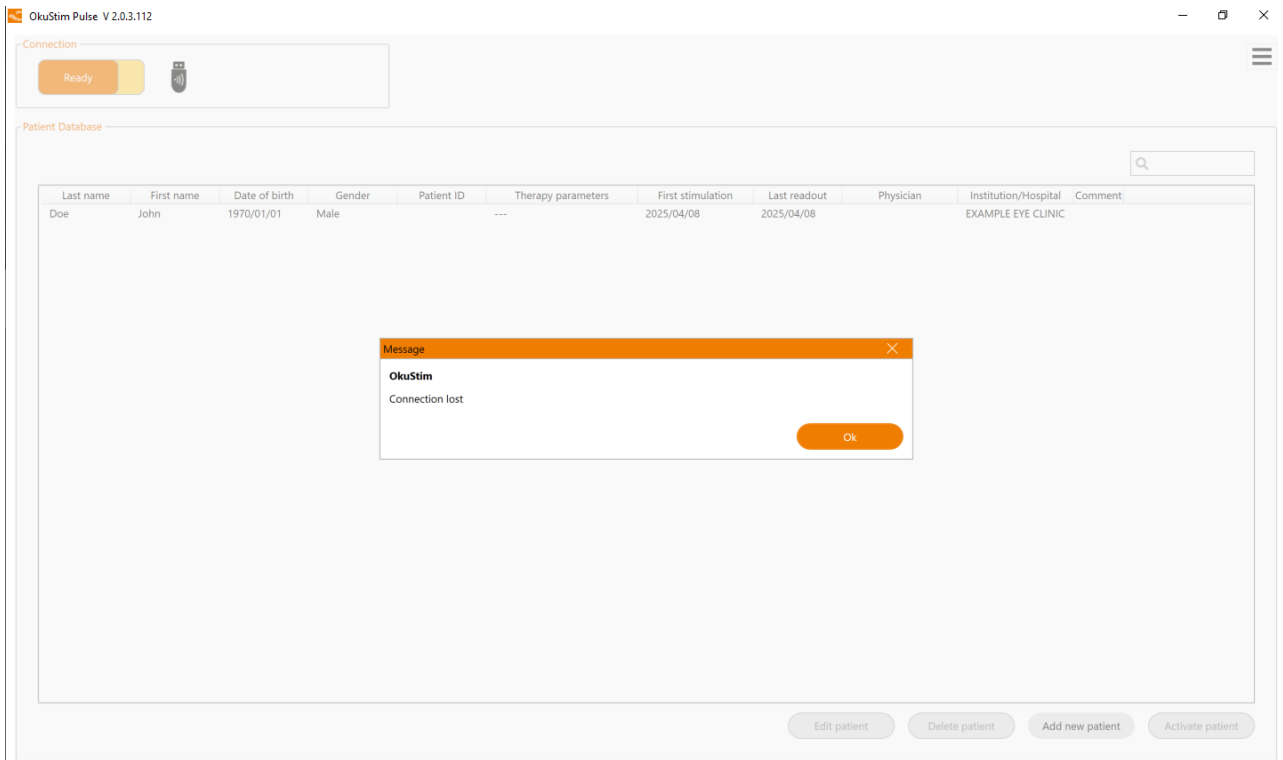 OkuStim Pulse V 2.0.3.112
Connection
Ready
Patient Database
Last name First name Date of birth Gender Patient ID Therapy parameters First stimulation Last readout Physician Institution/Hospital Comment
Doe John 1970/01/01 Male --- 2025/04/08 2025/04/08 EXAMPLE EYE CLINIC
Message
OkuStim
Connection lost
Ok
Edit patient Delete patient Add new patient Activate patient